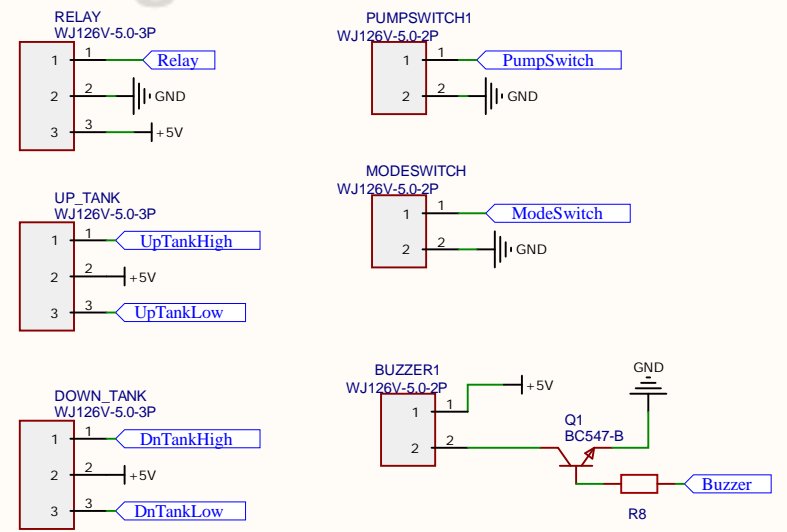 RELAY
WJ126V-5.0-3P
1 1 Relay
2 2 GND
3 3 +5V
PUMPSWITCH1
WJ126V-5.0-2P
1 1 PumpSwitch
2 2 GND
UP_TANK
WJ126V-5.0-3P
1 1 UpTankHigh
2 2 +5V
3 3 UpTankLow
MODESWITCH
WJ126V-5.0-2P
1 1 ModeSwitch
2 2 GND
DOWN_TANK
WJ126V-5.0-3P
1 1 DnTankHigh
2 2 +5V
3 3 DnTankLow
BUZZER1
WJ126V-5.0-2P
1 1 +5V
2 2
GND
Q1
BC547-B
Buzzer
R8